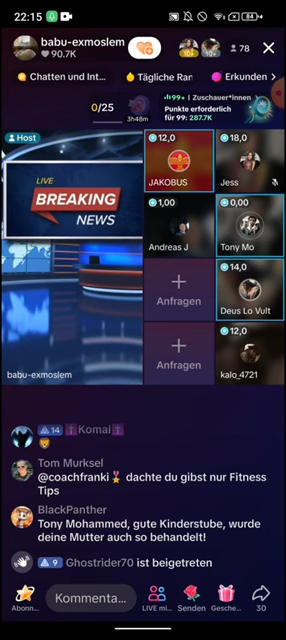 22:15
84
babu-exmoslem
90.7K
10+
10+
78
Chatten und Int...
Tägliche Ran
Erkunden
0/25
3h48m
99+ | Zuschauer*innen
Punkte erforderlich
für 99: 287.7K
Host
LIVE
BREAKING
NEWS
babu-exmoslem
12,0
JAKOBUS
18,0
Jess
1,00
Andreas J
0,00
Tony Mo
Anfragen
14,0
Deus Lo Vult
Anfragen
12,0
kalo_4721
14 Komai
Tom Murksel
@coachfranki🎖️ dachte du gibst nur Fitness
Tips
BlackPanther
Tony Mohammed, gute Kinderstube, wurde
deine Mutter auch so behandelt!
9 Ghostrider70 ist beigetreten
Abonn...
Kommenta...
LIVE mi...
Senden
Gesche...
30